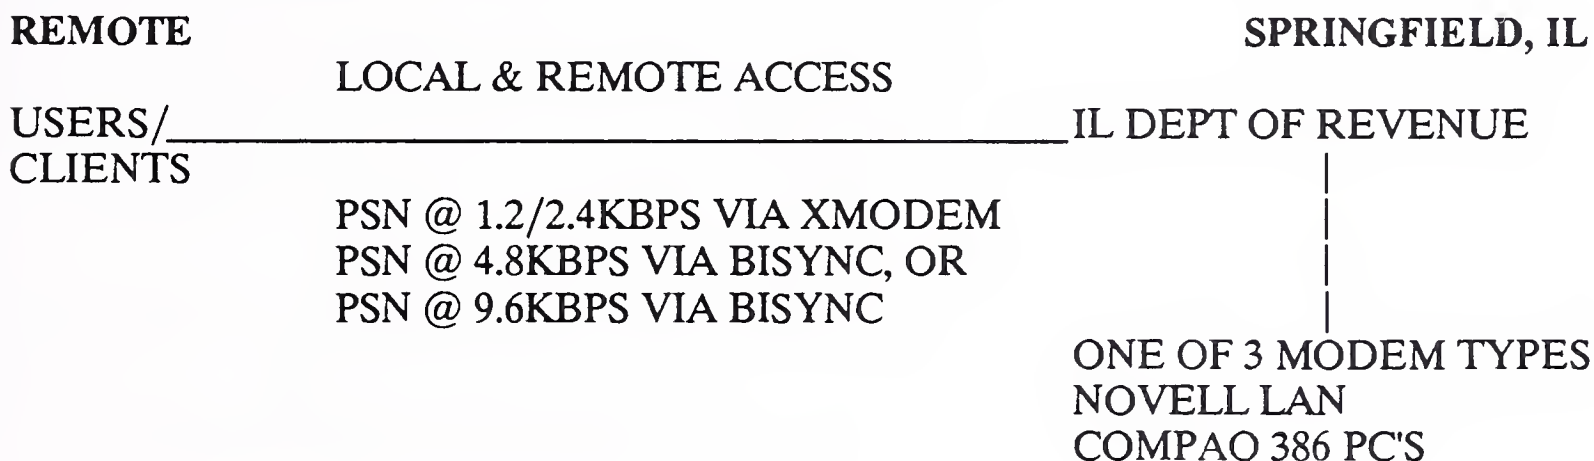 REMOTE SPRINGFIELD, IL
LOCAL & REMOTE ACCESS
USERS/ IL DEPT OF REVENUE
CLIENTS
PSN @ 1.2/2.4KBPS VIA XMODEM
PSN @ 4.8KBPS VIA BISYNC, OR
PSN @ 9.6KBPS VIA BISYNC
ONE OF 3 MODEM TYPES
NOVELL LAN
COMPAQ 386 PC'S